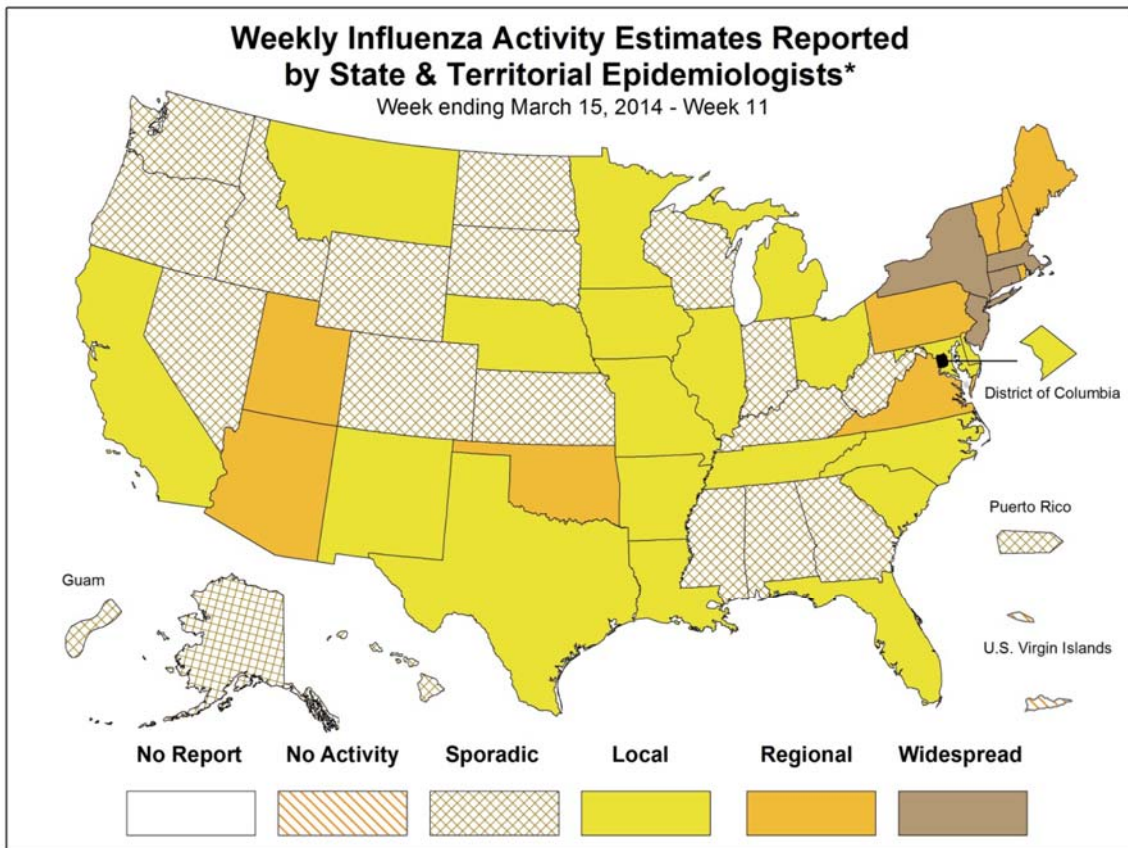 Weekly Influenza Activity Estimates Reported
by State & Territorial Epidemiologists*
Week ending March 15, 2014 - Week 11
District of Columbia
Puerto Rico
Guam
U.S. Virgin Islands
No Report No Activity Sporadic Local Regional Widespread